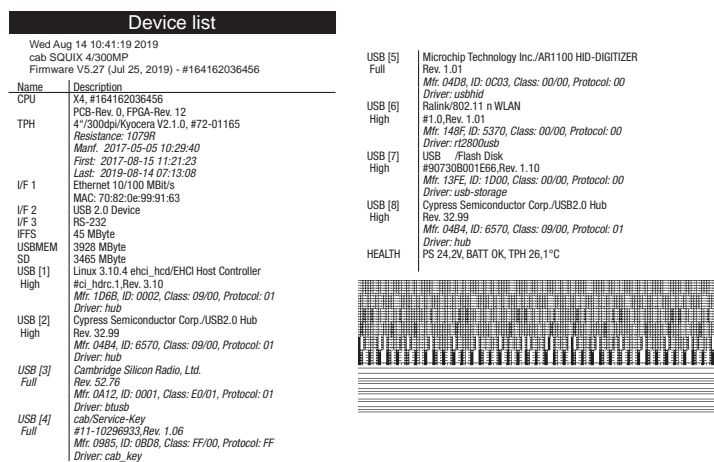 Device list
Wed Aug 14 10:41:19 2019
cab SQUIX 4/300MP
Firmware V5.27 (Jul 25, 2019) - #164162036456
Name Description
CPU X4, #164162036456
PCB-Rev. 0, FPGA-Rev. 12
TPH 4"/300dpi/Kyocera V2.1.0, #72-01165
Resistance: 1079R
Manf. 2017-05-05 10:29:40
First: 2017-08-15 11:21:23
Last: 2019-08-14 07:13:08
I/F 1 Ethernet 10/100 MBit/s
MAC: 70:82:0e:99:91:63
I/F 2 USB 2.0 Device
I/F 3 RS-232
IFFS 45 MByte
USBMEM 3928 MByte
SD 3465 MByte
USB [1] Linux 3.10.4 ehci_hcd/EHCI Host Controller
High #ci_hdrc.1,Rev. 3.10
Mfr. 1D6B, ID: 0002, Class: 09/00, Protocol: 01
Driver: hub
USB [2] Cypress Semiconductor Corp./USB2.0 Hub
High Rev. 32.99
Mfr. 04B4, ID: 6570, Class: 09/00, Protocol: 01
Driver: hub
USB [3] Cambridge Silicon Radio, Ltd.
Full Rev. 52.76
Mfr. 0A12, ID: 0001, Class: E0/01, Protocol: 01
Driver: btusb
USB [4] cab/Service-Key
Full #11-10296933,Rev. 1.06
Mfr. 0985, ID: 0BD8, Class: FF/00, Protocol: FF
Driver: cab_key
USB [5] Microchip Technology Inc./AR1100 HID-DIGITIZER
Full Rev. 1.01
Mfr. 04D8, ID: 0C03, Class: 00/00, Protocol: 00
Driver: usbhid
USB [6] Ralink/802.11 n WLAN
High #1.0,Rev. 1.01
Mfr. 148F, ID: 5370, Class: 00/00, Protocol: 00
Driver: rt2800usb
USB [7] USB /Flash Disk
High #90730B001E66,Rev. 1.10
Mfr. 13FE, ID: 1D00, Class: 00/00, Protocol: 00
Driver: usb-storage
USB [8] Cypress Semiconductor Corp./USB2.0 Hub
High Rev. 32.99
Mfr. 04B4, ID: 6570, Class: 09/00, Protocol: 01
Driver: hub
HEALTH PS 24,2V, BATT OK, TPH 26,1°C